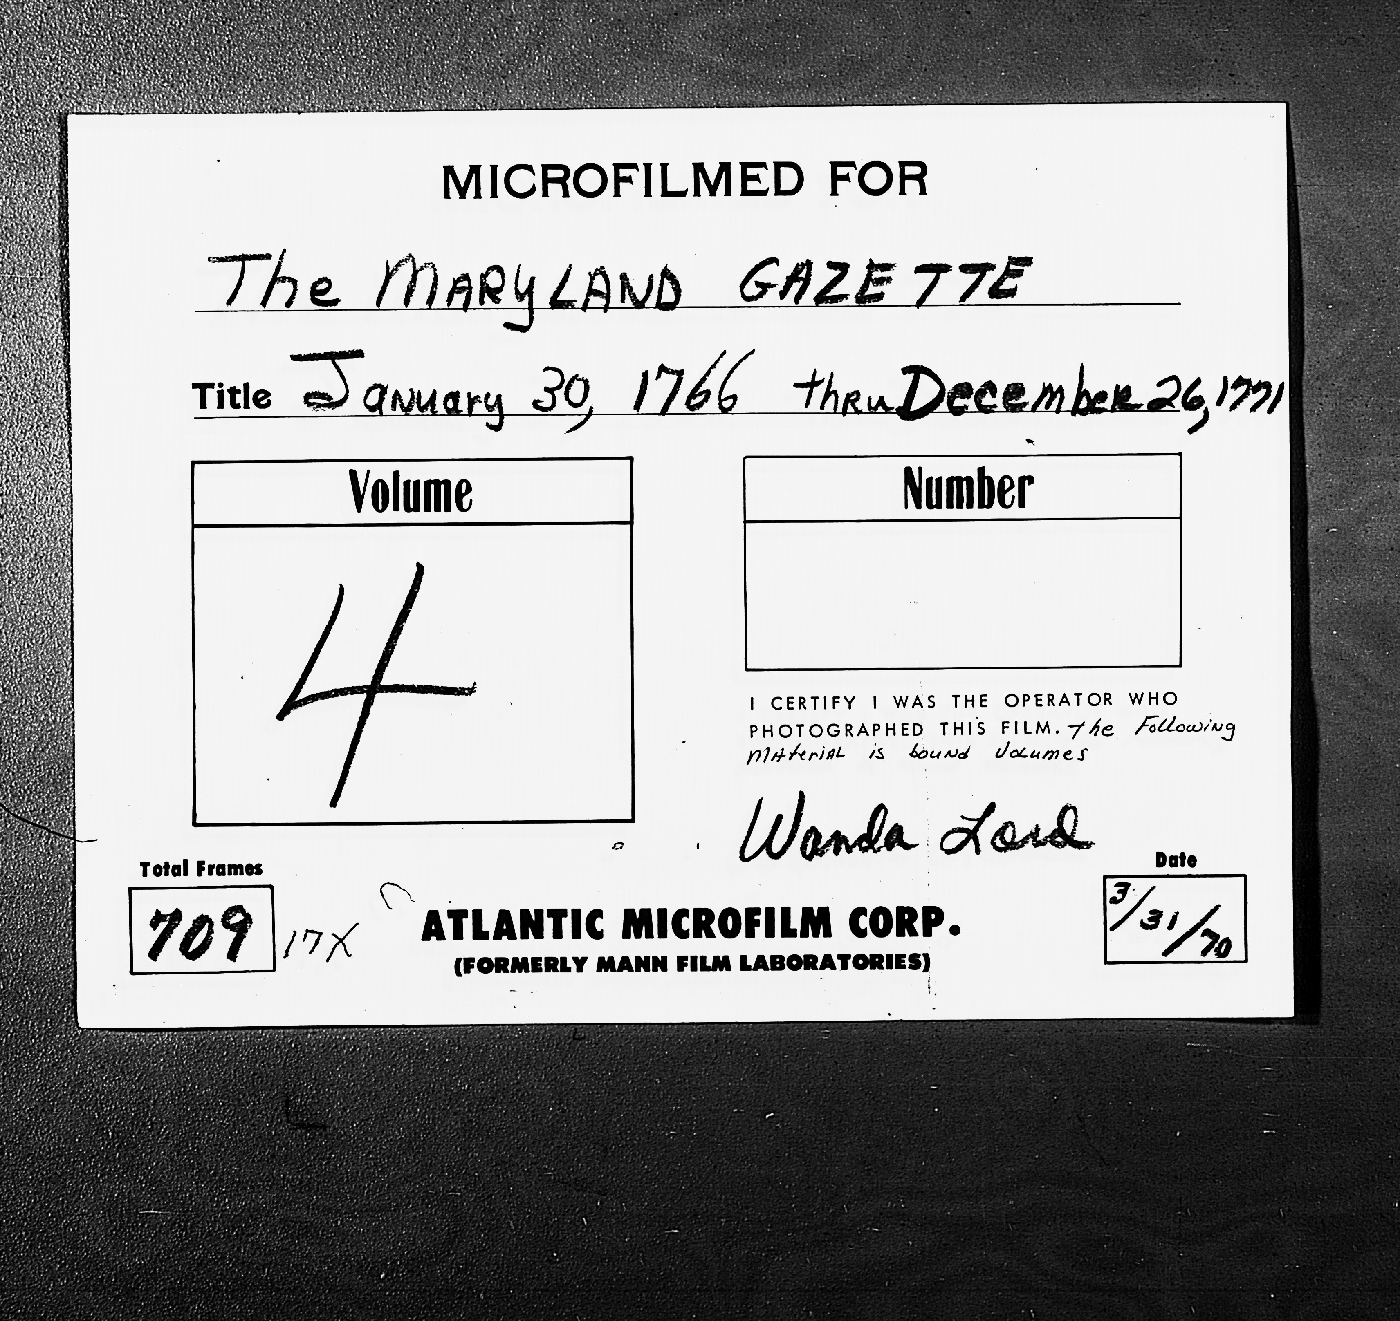 MICROFILMED FOR
The MARYLAND GAZETTE
Title January 30, 1766 thru December 26, 1771
Volume
4
Number
I CERTIFY I WAS THE OPERATOR WHO
PHOTOGRAPHED THIS FILM. The Following
MAteriAL is bound Volumes
Wanda Lord
Total Frames
709
17X
ATLANTIC MICROFILM CORP.
(FORMERLY MANN FILM LABORATORIES)
Date
3/31/70